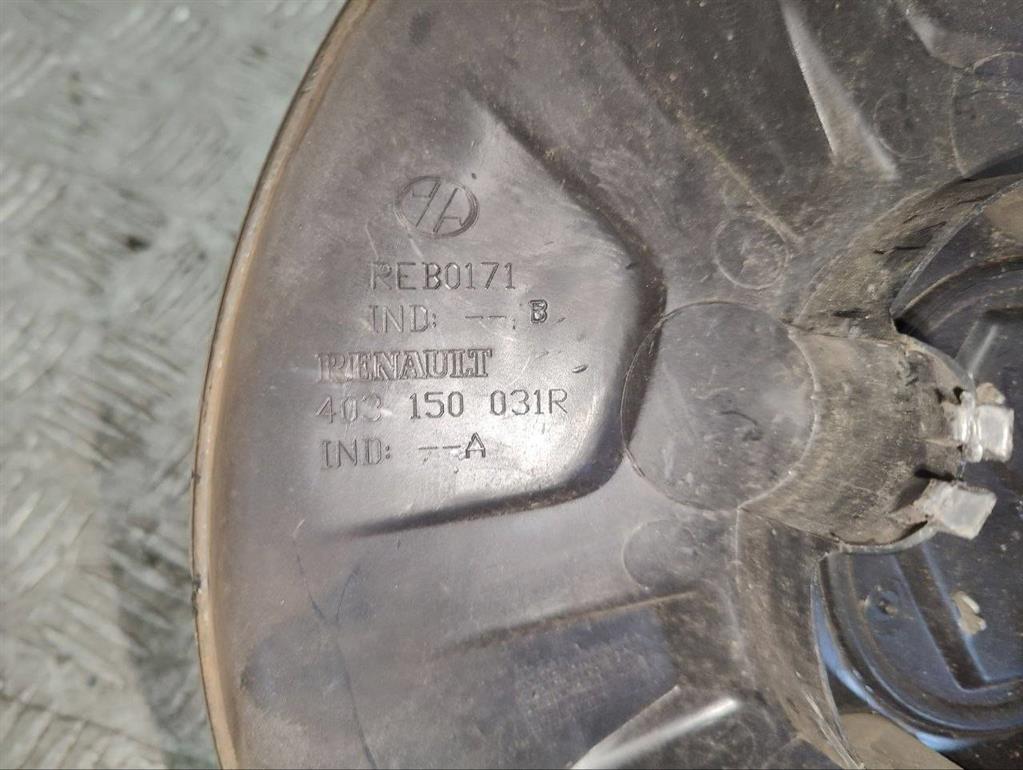 REB0171
IND: -- B
RENAULT
403 150 031R
IND: --A